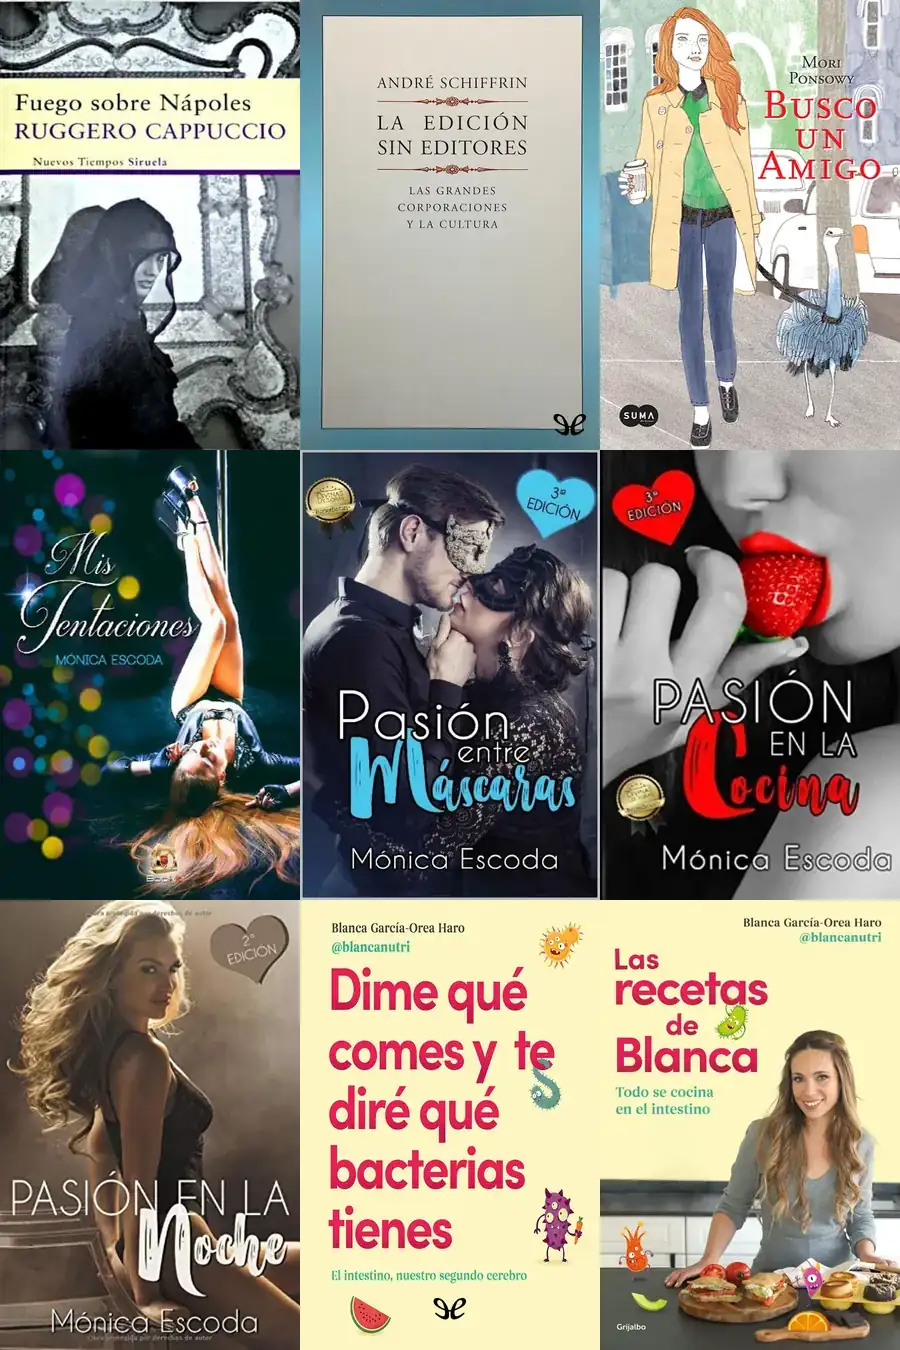 Fuego sobre Nápoles
RUGGERO CAPPUCCIO
Nuevos Tiempos Siruela
ANDRÉ SCHIFFRIN
LA EDICIÓN
SIN EDITORES
LAS GRANDES
CORPORACIONES
Y LA CULTURA
MORI
PONSOWY
BUSCO
UN
AMIGO
SUMA
Mis
Tentaciones
MÓNICA ESCODA
3ª
EDICIÓN
Pasión
entre
Máscaras
Mónica Escoda
3ª
EDICIÓN
PASIÓN
EN LA
Cocina
Mónica Escoda
2ª
EDICIÓN
PASIÓN EN LA
Noche
Mónica Escoda
Blanca García-Orea Haro
@blancanutri
Dime qué
comes y te
diré qué
bacterias
tienes
El intestino, nuestro segundo cerebro
Blanca García-Orea Haro
@blancanutri
Las
recetas
de
Blanca
Todo se cocina
en el intestino
Grijalbo